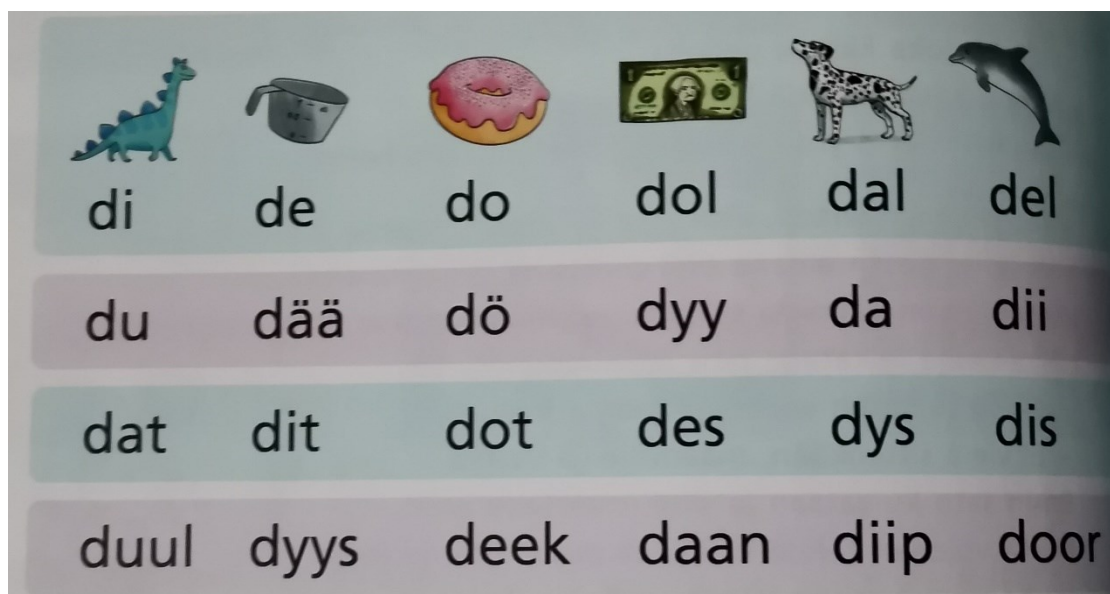 di de do dol dal del
du dää dö dyy da dii
dat dit dot des dys dis
duul dyys deek daan diip door